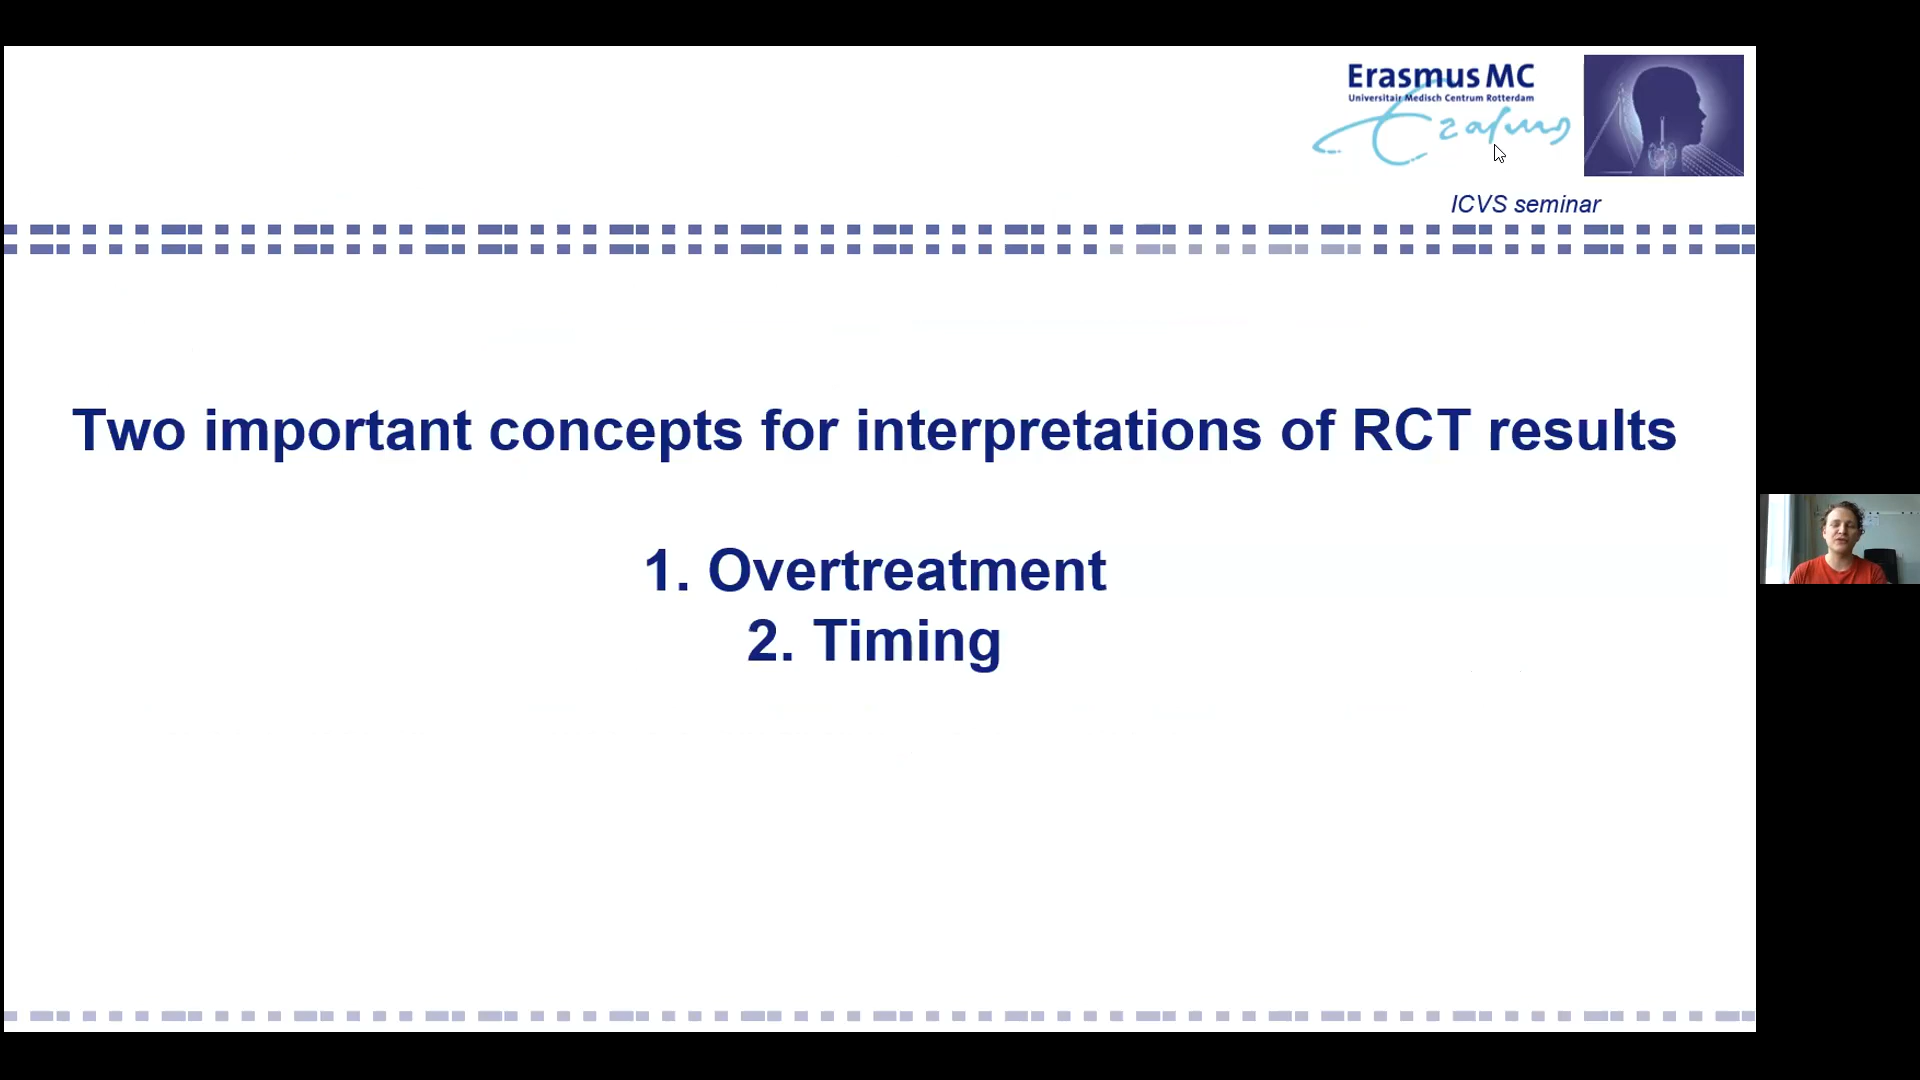 Erasmus MC
Universitair Medisch Centrum Rotterdam
Erasmus
ICVS seminar
Two important concepts for interpretations of RCT results
1. Overtreatment
2. Timing